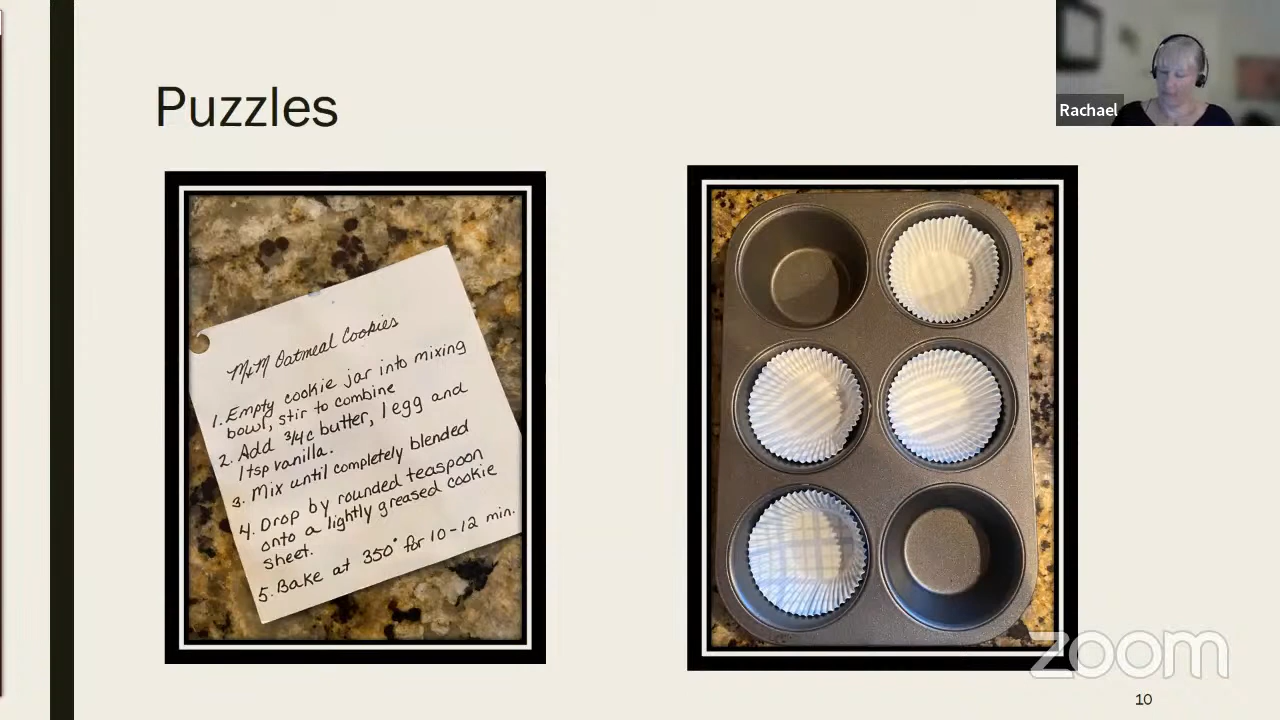 Puzzles
Rachael
M&M Oatmeal Cookies
1. Empty cookie jar into mixing
bowl, stir to combine
2. Add 3/4c butter, 1 egg and
1 tsp vanilla.
3. Mix until completely blended
4. Drop by rounded teaspoon
onto a lightly greased cookie
sheet.
5. Bake at 350° for 10-12 min.
zoom
10